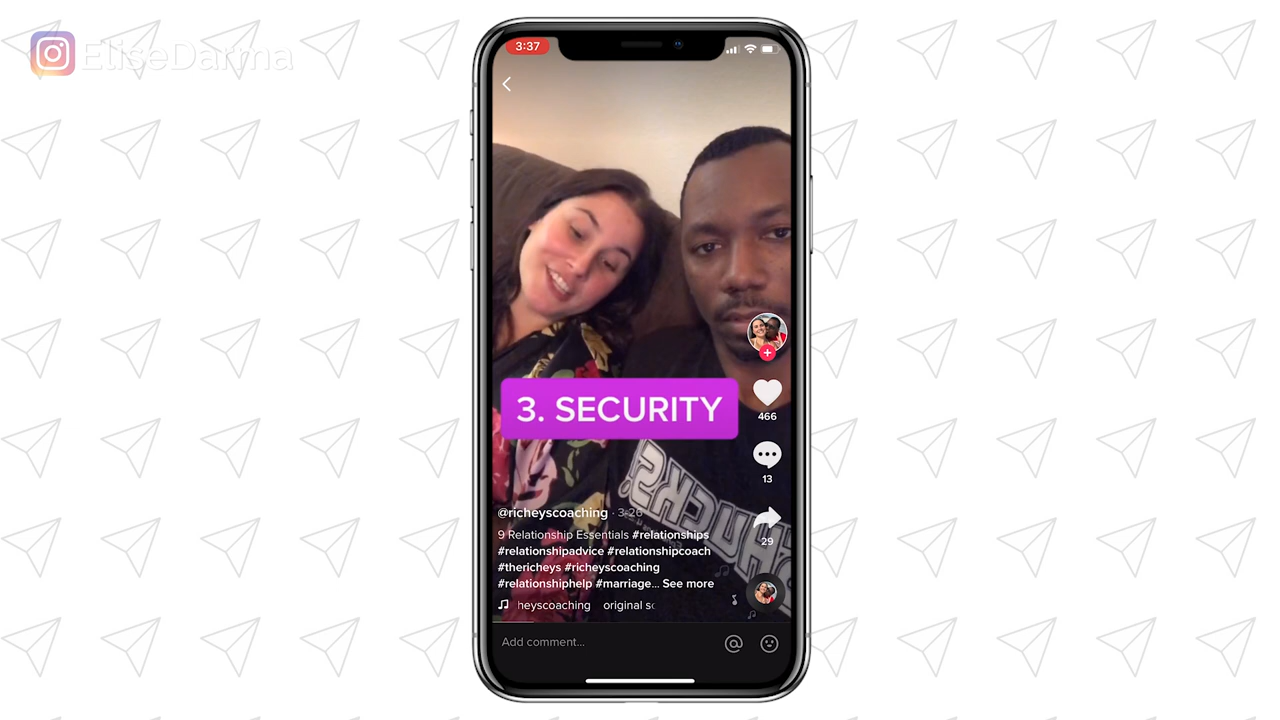 EliseDarma
3:37
3. SECURITY
466
13
29
@richeyscoaching · 3-26
9 Relationship Essentials #relationships
#relationshipadvice #relationshipcoach
#thericheys #richeyscoaching
#relationshiphelp #marriage... See more
heyscoaching original so
Add comment...